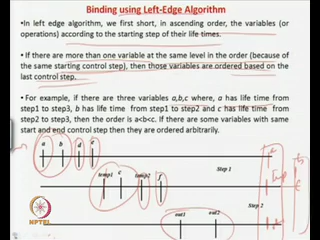 Binding using Left-Edge Algorithm
•In left edge algorithm, we first short, in ascending order, the variables (or operations) according to the starting step of their life times.
•If there are more than one variable at the same level in the order (because of the same starting control step), then those variables are ordered based on the last control step.
•For example, if there are three variables a,b,c where, a has life time from step1 to step3, b has life time from step1 to step2 and c has life time from step2 to step3, then the order is a<b<c. If there are some variables with same start and end control step then they are ordered arbitrarily.
a b d e
Step 1
temp1 c temp2 f
Step 2
out1 out2
NPTEL